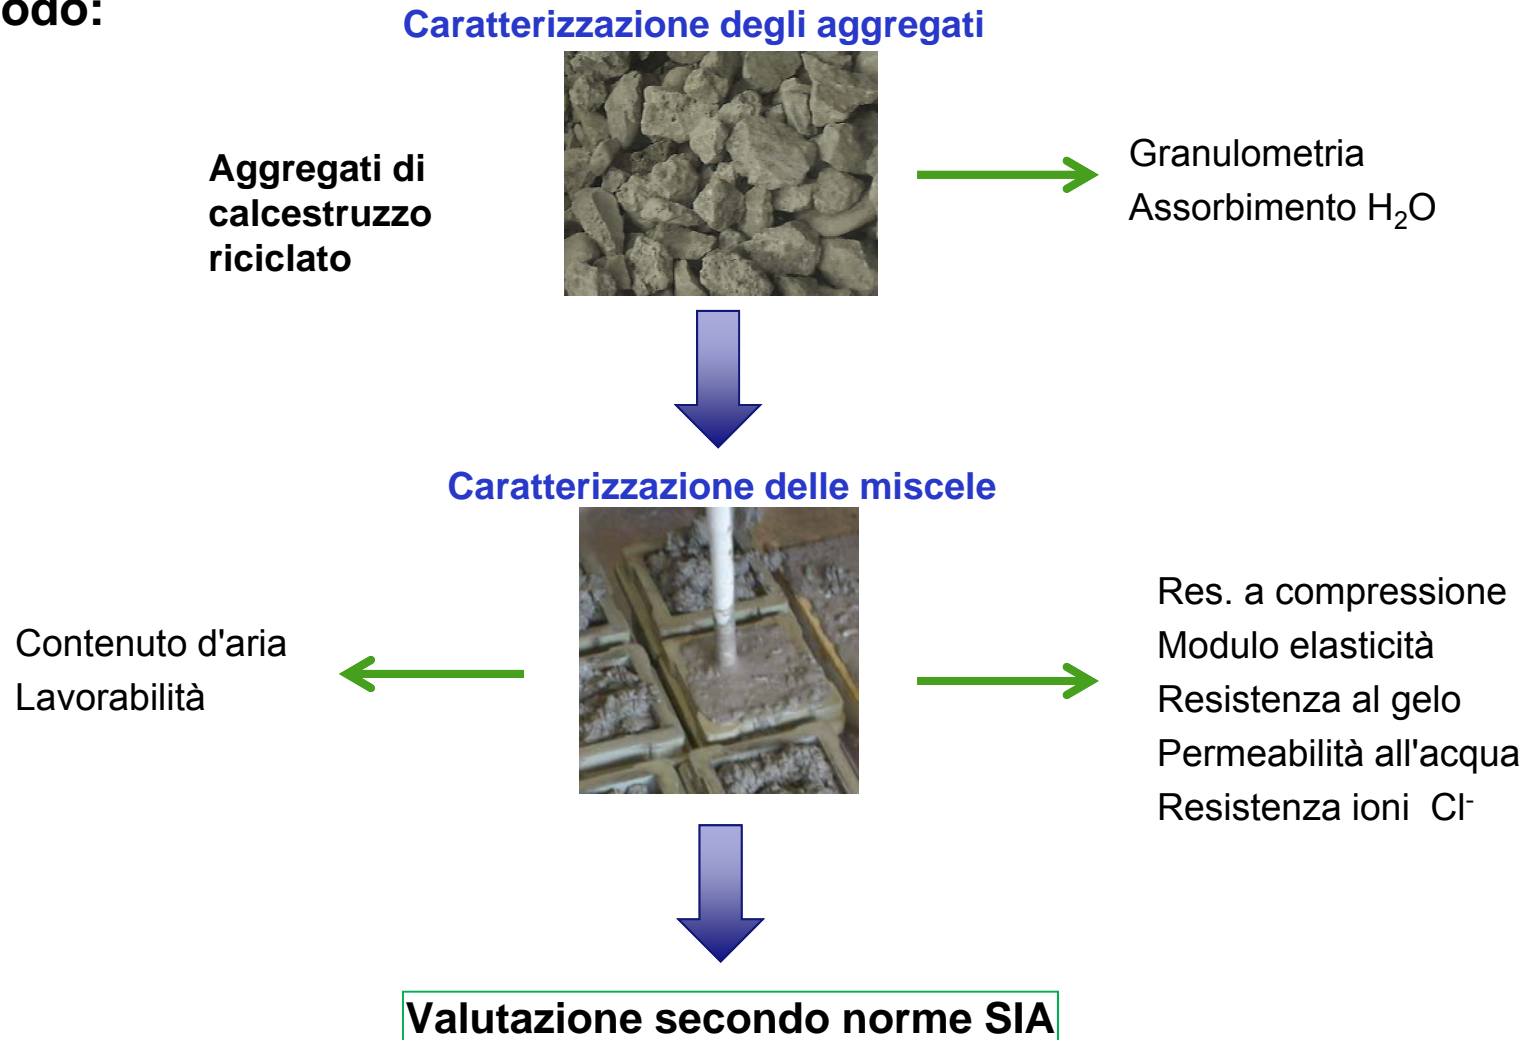 odo:
Caratterizzazione degli aggregati
Aggregati di
calcestruzzo
riciclato
Granulometria
Assorbimento H₂O
Caratterizzazione delle miscele
Contenuto d'aria
Lavorabilità
Res. a compressione
Modulo elasticità
Resistenza al gelo
Permeabilità all'acqua
Resistenza ioni Cl⁻
Valutazione secondo norme SIA